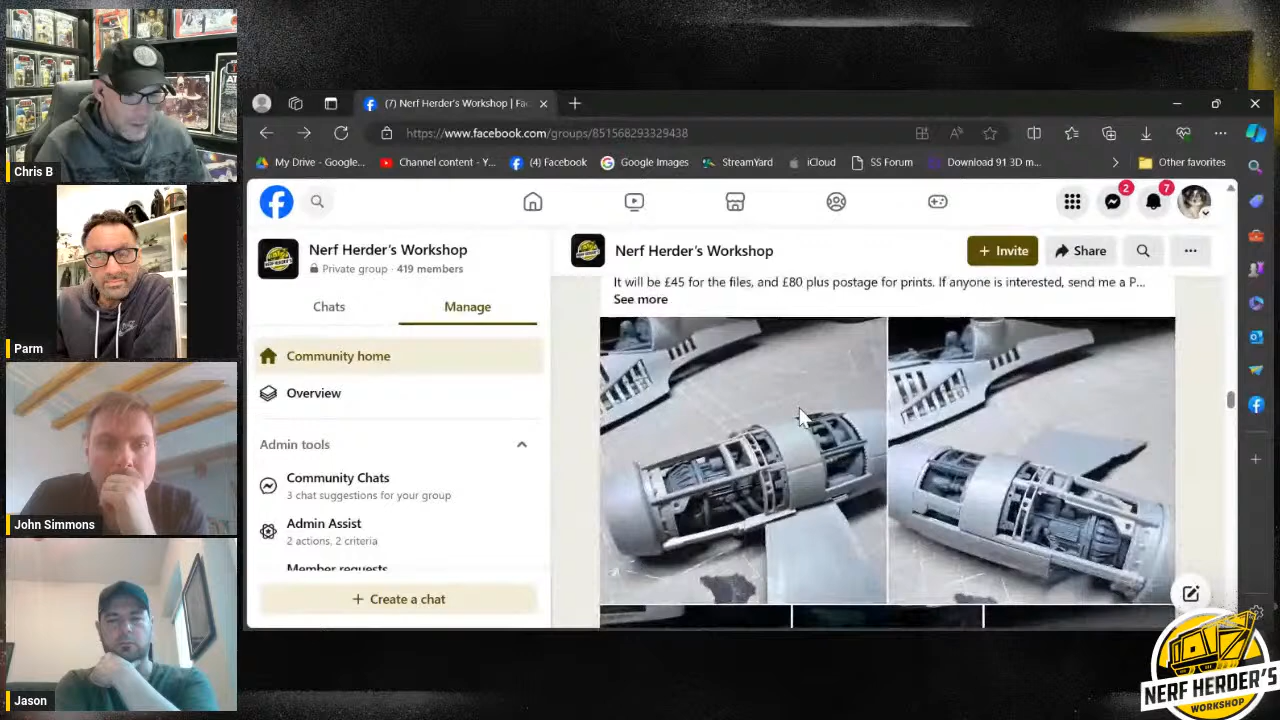 Chris B
Parm
John Simmons
Jason
(7) Nerf Herder's Workshop | Fac
https://www.facebook.com/groups/851568293329438
My Drive - Google...
Channel content - Y...
(4) Facebook
Google Images
StreamYard
iCloud
SS Forum
Download 91 3D m...
Other favorites
2
7
Nerf Herder's Workshop
Private group · 419 members
Chats
Manage
Community home
Overview
Admin tools
Community Chats
3 chat suggestions for your group
Admin Assist
2 actions, 2 criteria
Member requests
+ Create a chat
Nerf Herder's Workshop
+ Invite
Share
It will be £45 for the files, and £80 plus postage for prints. If anyone is interested, send me a P...
See more
NERF HERDER'S
WORKSHOP